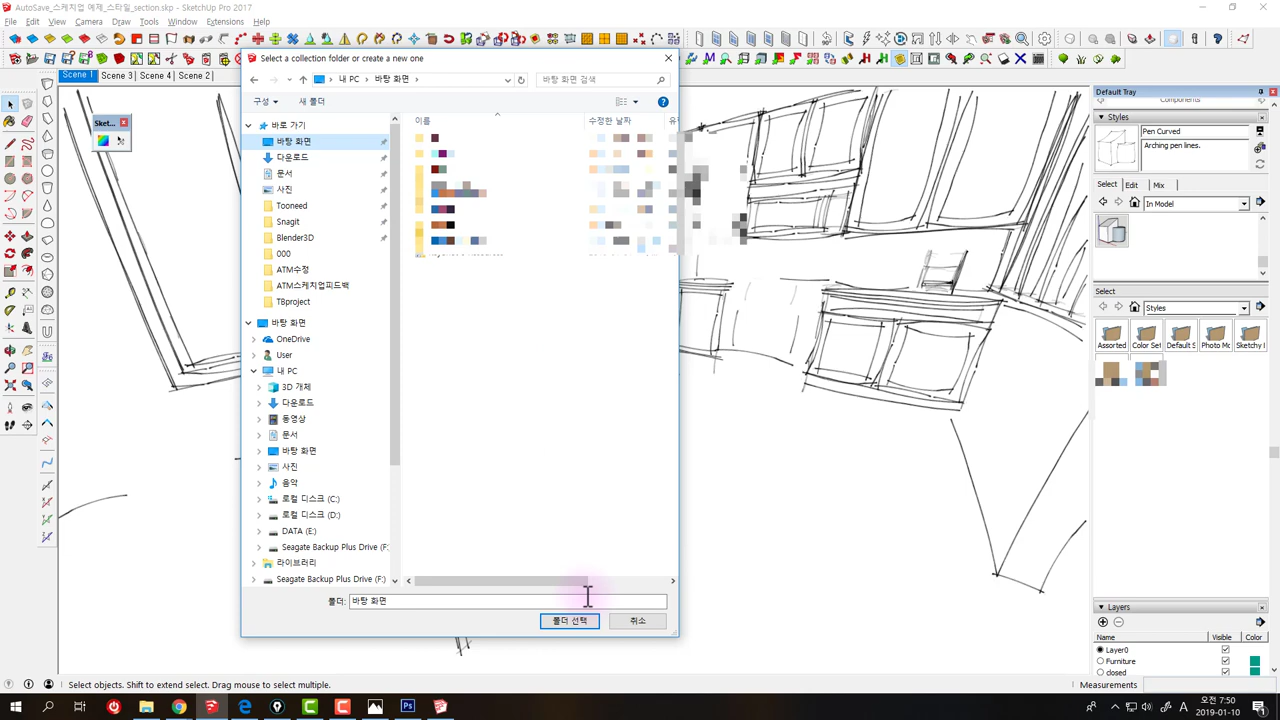 AutoSave_스케치업 예제_스타일_section.skp - SketchUp Pro 2017
File Edit View Camera Draw Tools Window Extensions Help
Scene 1 Scene 3 Scene 4 Scene 2
Sket...
Select a collection folder or create a new one
내 PC 바탕 화면
바탕 화면 검색
구성 새 폴더
이름 수정한 날짜
바로 가기
바탕 화면
다운로드
문서
사진
Tooneed
Snagit
Blender3D
000
ATM수정
ATM스케치업피드백
TBproject
바탕 화면
OneDrive
User
내 PC
3D 개체
다운로드
동영상
문서
바탕 화면
사진
음악
로컬 디스크 (C:)
로컬 디스크 (D:)
DATA (E:)
Seagate Backup Plus Drive (F:
라이브러리
Seagate Backup Plus Drive (F:)
폴더: 바탕 화면
폴더 선택 취소
Default Tray
Components
Styles
Pen Curved
Arching pen lines.
Select Edit Mix
In Model
Select
Styles
Assorted Color Set Default S Photo Mo Sketchy I
Layers
Name Visible Color
Layer0
Furniture
closed
Select objects. Shift to extend select. Drag mouse to select multiple.
Measurements
오전 7:50
2019-01-10